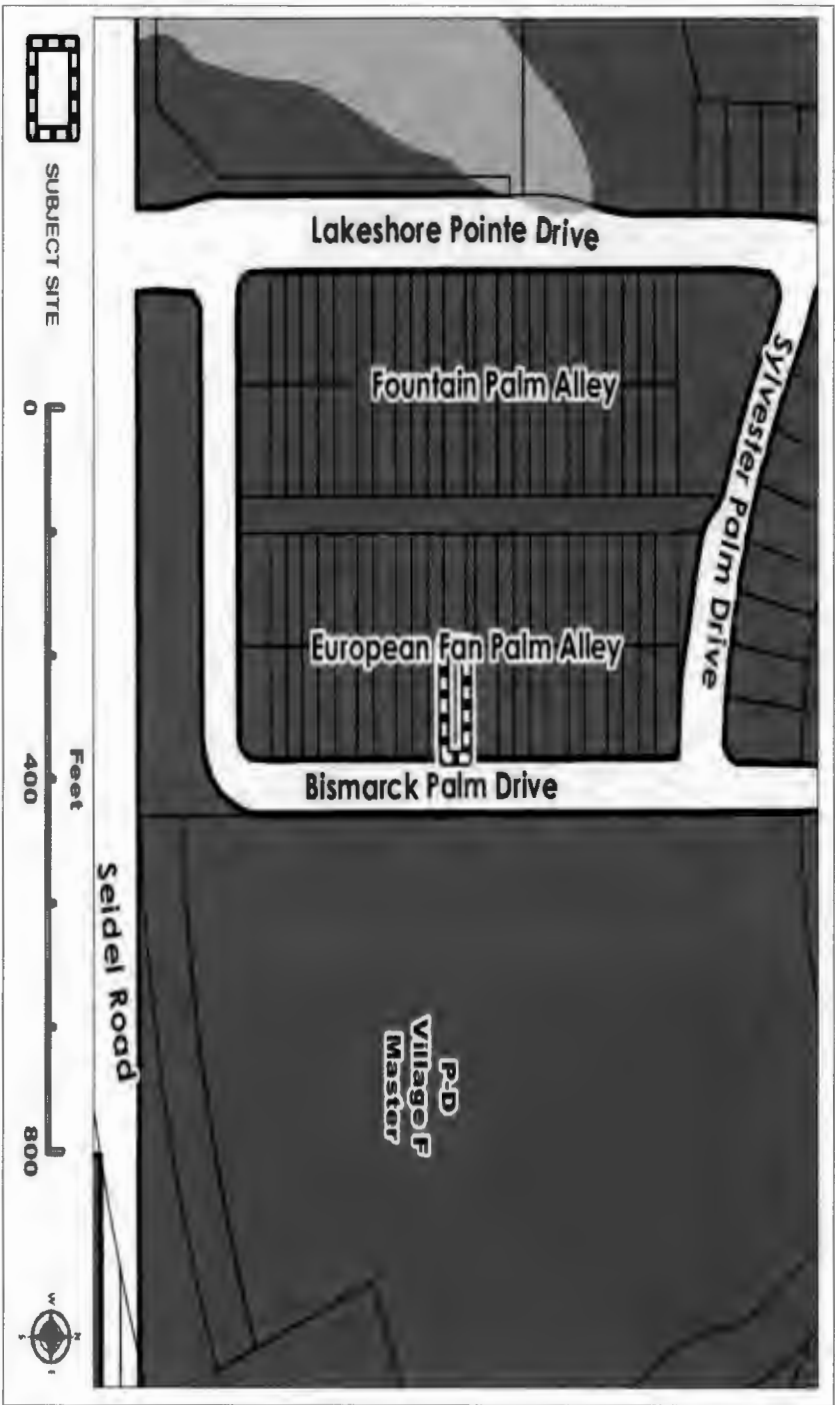 Lakeshore Pointe Drive
Sylvester Palm Drive
Fountain Palm Alley
European Fan Palm Alley
Bismarck Palm Drive
P-D
Village F
Master
Seidel Road
SUBJECT SITE
Feet
0
400
800
N
W
S